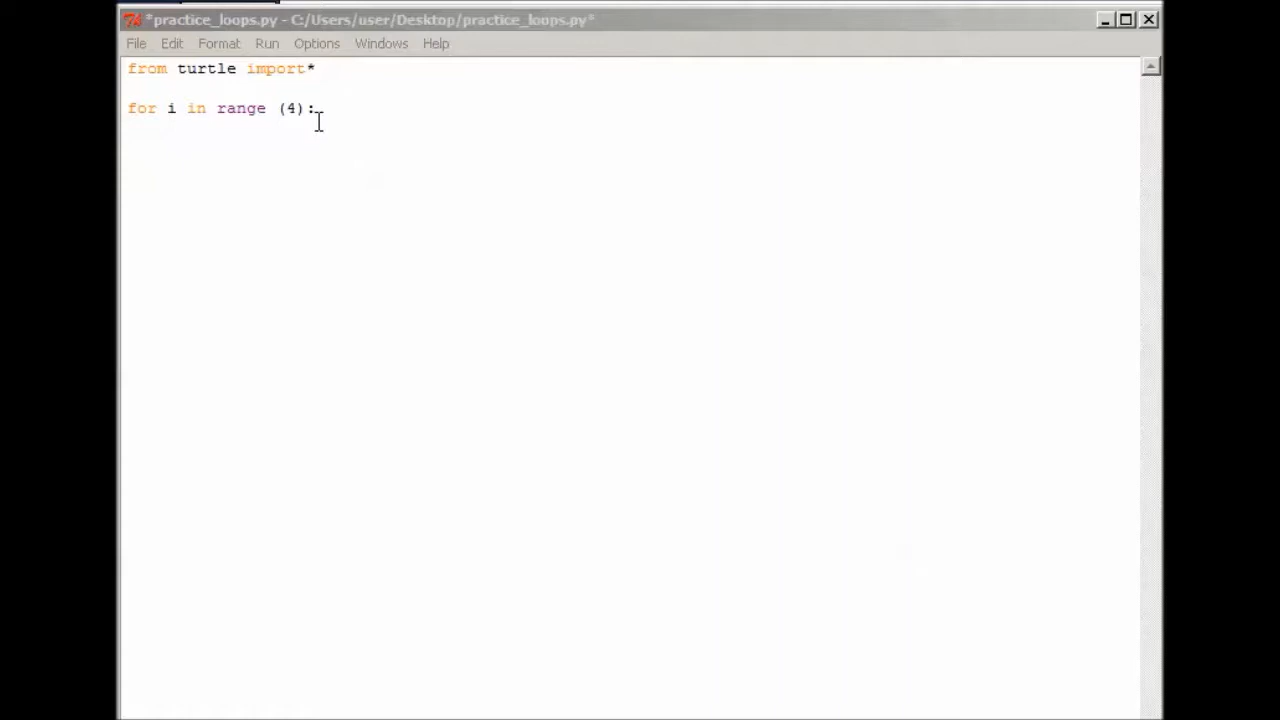 *practice_loops.py - C:/Users/user/Desktop/practice_loops.py*
File Edit Format Run Options Windows Help
from turtle import*
for i in range (4):